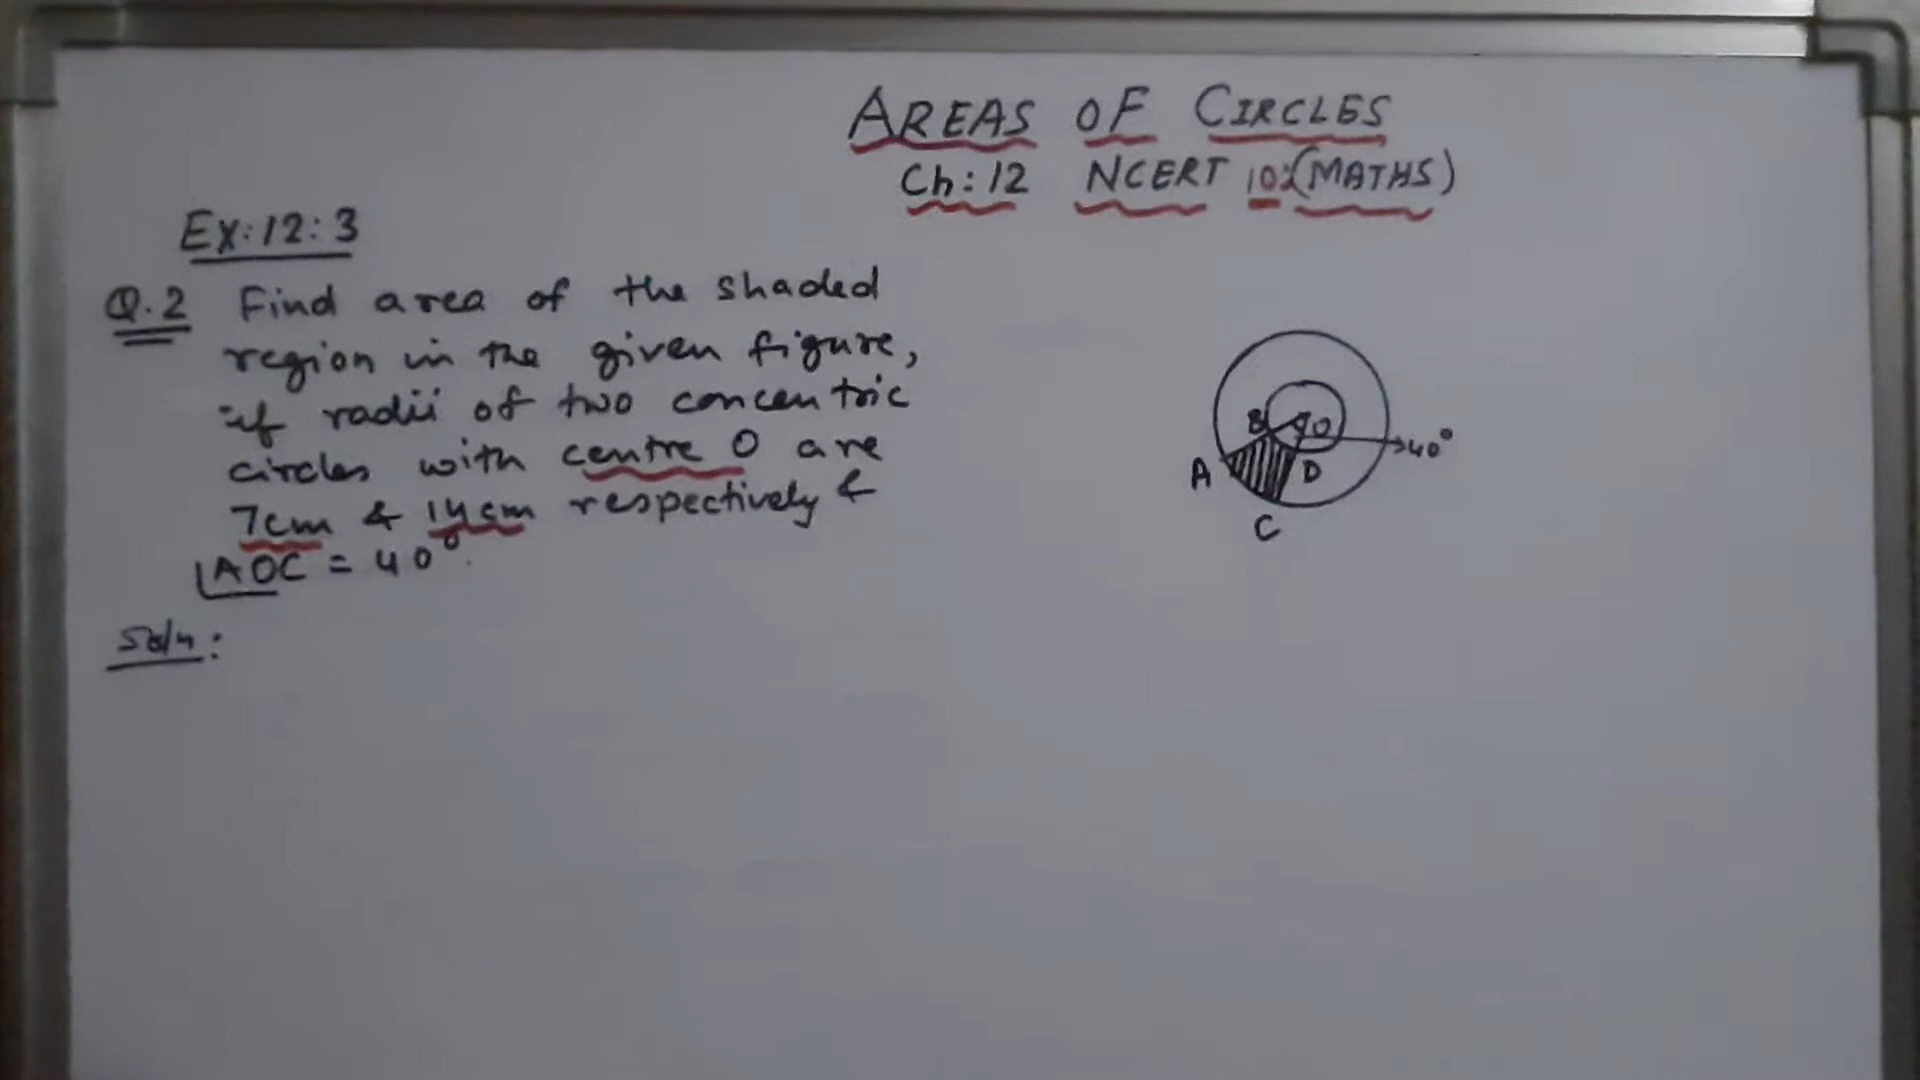 AREAS OF CIRCLES
Ch:12 NCERT 10 (MATHS)
Ex:12:3
Q.2 Find area of the shaded
region in the given figure,
if radii of two concentric
circles with centre O are
7cm & 14cm respectively &
∠AOC = 40°.
Soln:
B O
40°
A D
C